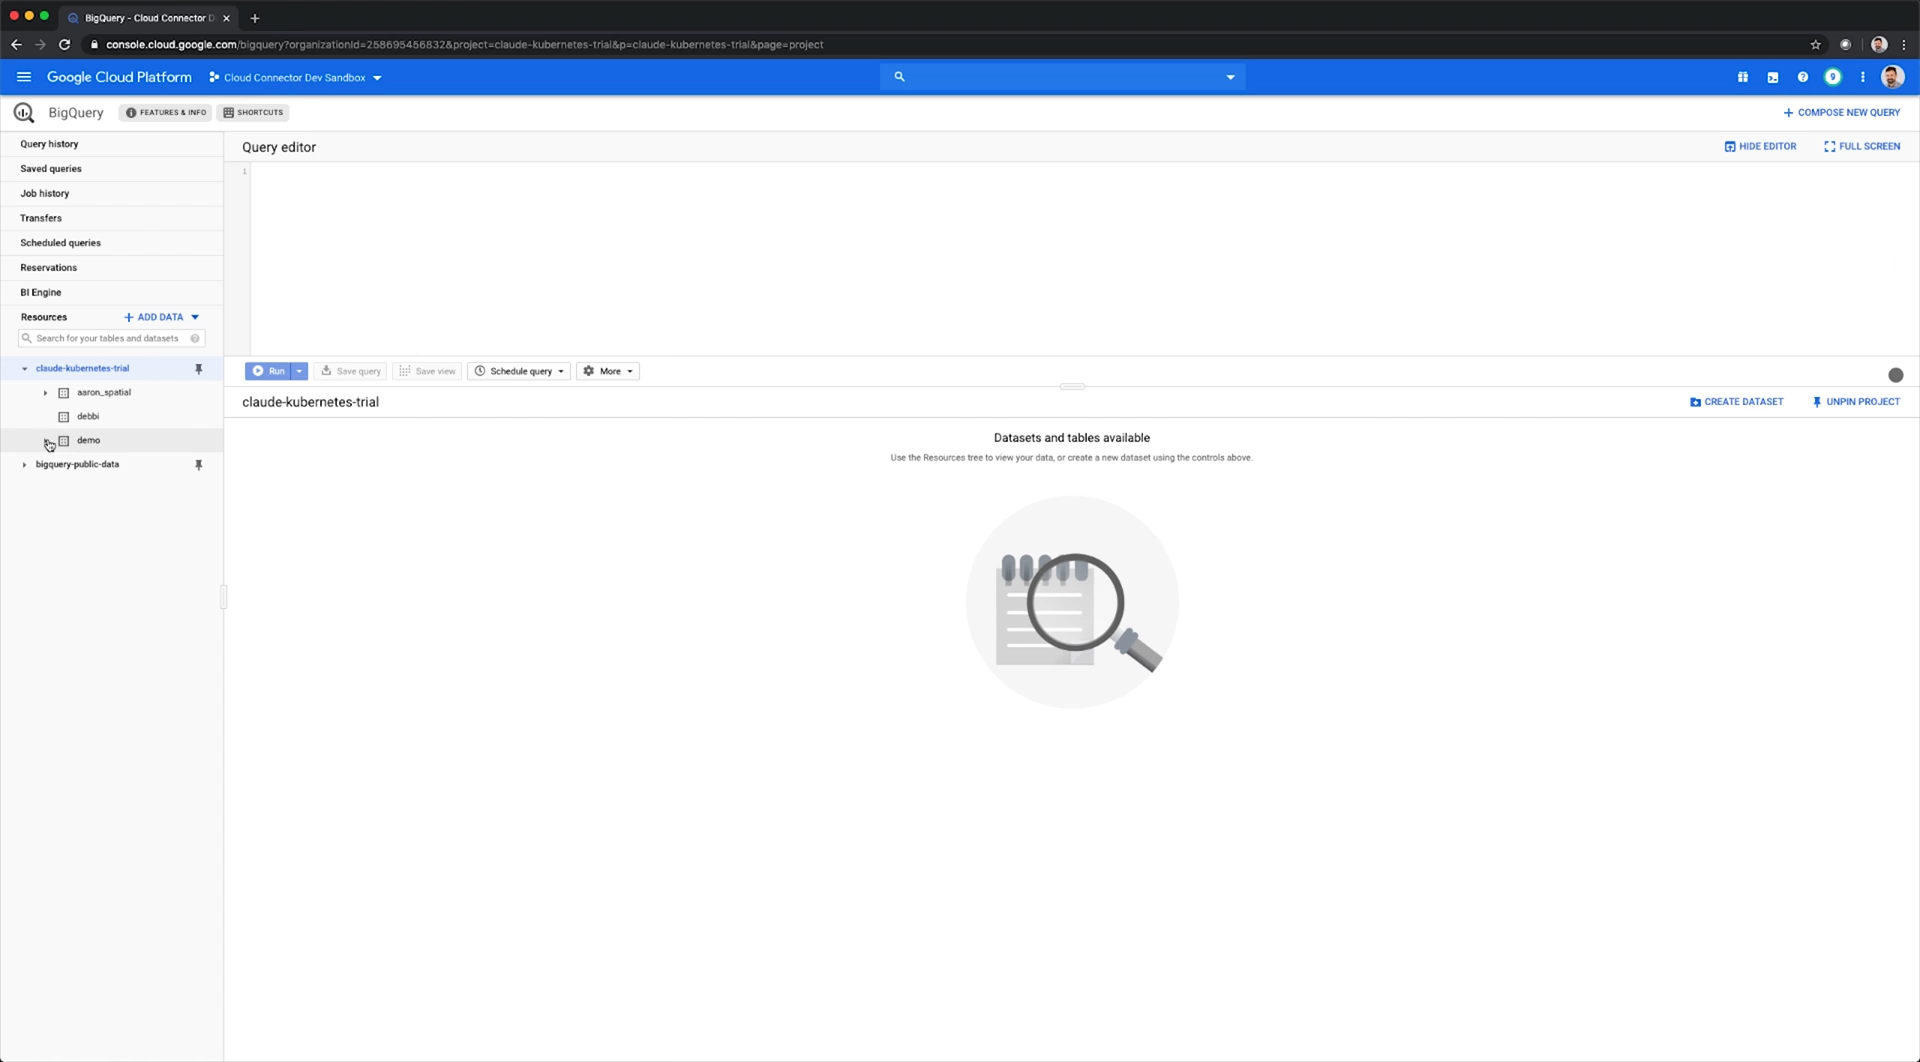 BigQuery - Cloud Connector D
console.cloud.google.com/bigquery?organizationId=258695456832&project=claude-kubernetes-trial&p=claude-kubernetes-trial&page=project
Google Cloud Platform
Cloud Connector Dev Sandbox
9
BigQuery
FEATURES & INFO
SHORTCUTS
+ COMPOSE NEW QUERY
Query history
Saved queries
Job history
Transfers
Scheduled queries
Reservations
BI Engine
Resources
+ ADD DATA
Search for your tables and datasets
claude-kubernetes-trial
aaron_spatial
debbi
demo
bigquery-public-data
Query editor
HIDE EDITOR
FULL SCREEN
1
Run
Save query
Save view
Schedule query
More
claude-kubernetes-trial
CREATE DATASET
UNPIN PROJECT
Datasets and tables available
Use the Resources tree to view your data, or create a new dataset using the controls above.